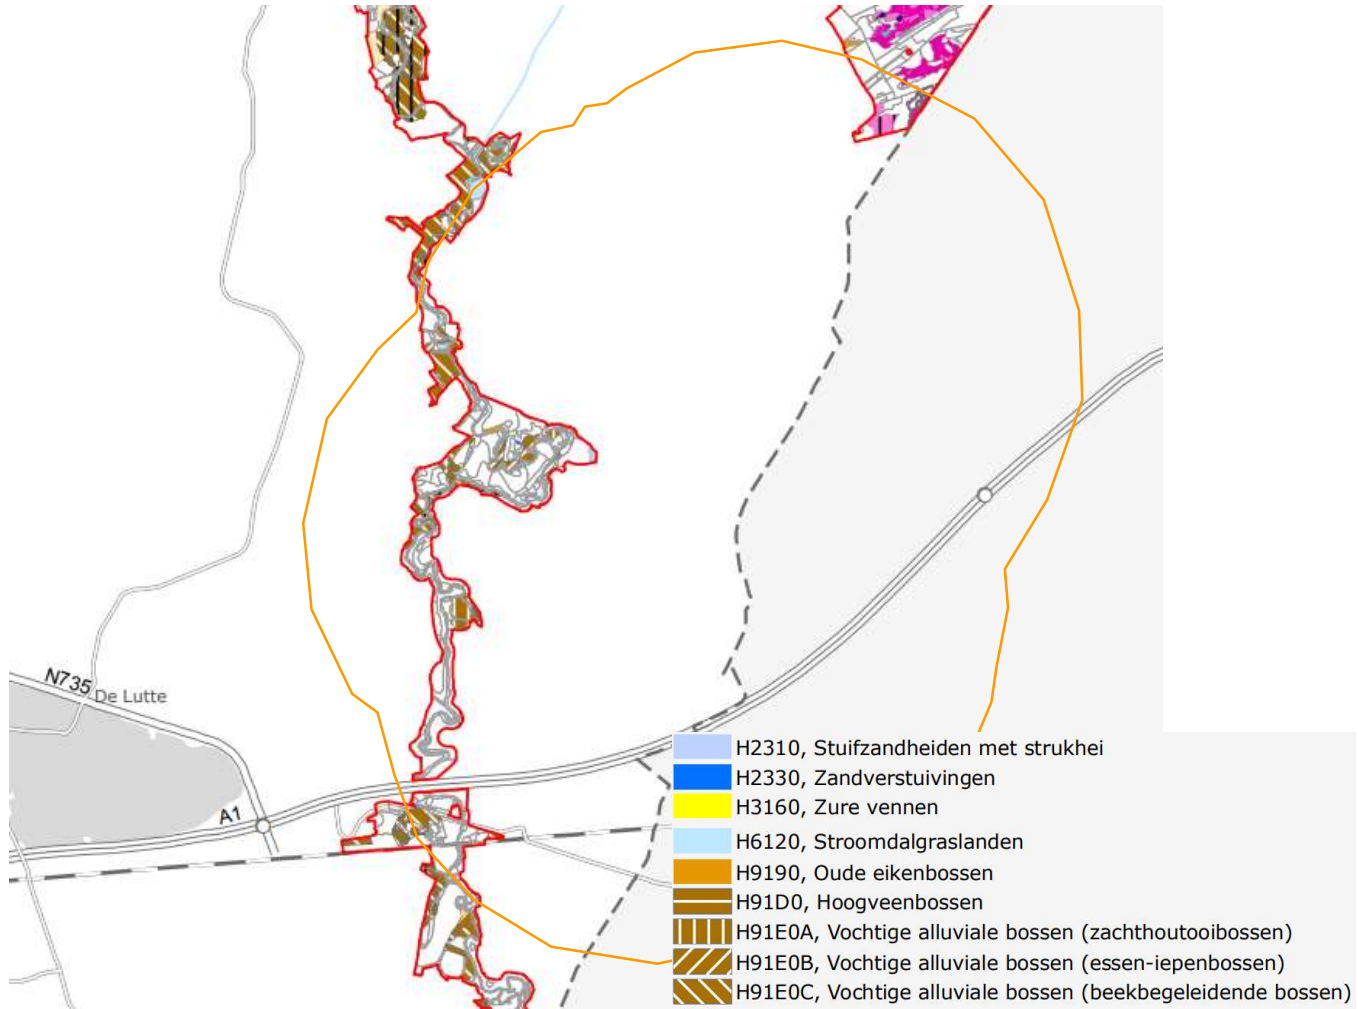 N735
De Lutte
A1
H2310, Stuifzandheiden met strukhei
H2330, Zandverstuivingen
H3160, Zure vennen
H6120, Stroomdalgraslanden
H9190, Oude eikenbossen
H91D0, Hoogveenbossen
H91E0A, Vochtige alluviale bossen (zachthoutooibossen)
H91E0B, Vochtige alluviale bossen (essen-iepenbossen)
H91E0C, Vochtige alluviale bossen (beekbegeleidende bossen)